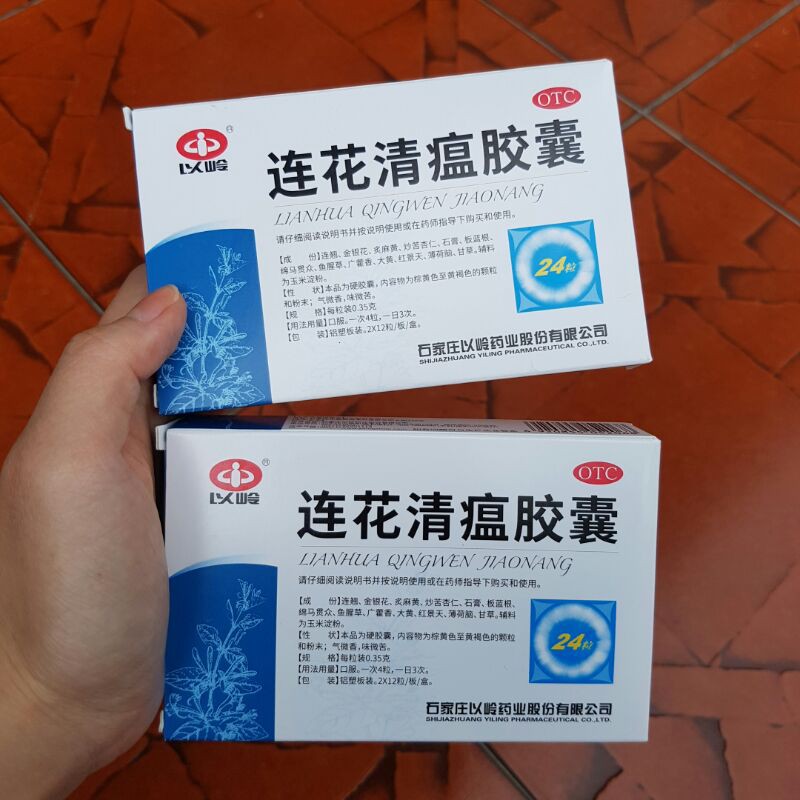 OTC
以岭
®
连花清瘟胶囊
LIANHUA QINGWEN JIAONANG
请仔细阅读说明书并按说明使用或在药师指导下购买和使用。
【成 份】连翘、金银花、炙麻黄、炒苦杏仁、石膏、板蓝根、
绵马贯众、鱼腥草、广藿香、大黄、红景天、薄荷脑、甘草。辅料
为玉米淀粉。
【性 状】本品为硬胶囊，内容物为棕黄色至黄褐色的颗粒
和粉末；气微香，味微苦。
【规 格】每粒装0.35克
【用法用量】口服。一次4粒，一日3次。
【包 装】铝塑板装。2X12粒/板/盒。
24粒
石家庄以岭药业股份有限公司
SHIJIAZHUANG YILING PHARMACEUTICAL CO.,LTD.
OTC
以岭
®
连花清瘟胶囊
LIANHUA QINGWEN JIAONANG
请仔细阅读说明书并按说明使用或在药师指导下购买和使用。
【成 份】连翘、金银花、炙麻黄、炒苦杏仁、石膏、板蓝根、
绵马贯众、鱼腥草、广藿香、大黄、红景天、薄荷脑、甘草。辅料
为玉米淀粉。
【性 状】本品为硬胶囊，内容物为棕黄色至黄褐色的颗粒
和粉末；气微香，味微苦。
【规 格】每粒装0.35克
【用法用量】口服。一次4粒，一日3次。
【包 装】铝塑板装。2X12粒/板/盒。
24粒
石家庄以岭药业股份有限公司
SHIJIAZHUANG YILING PHARMACEUTICAL CO.,LTD.